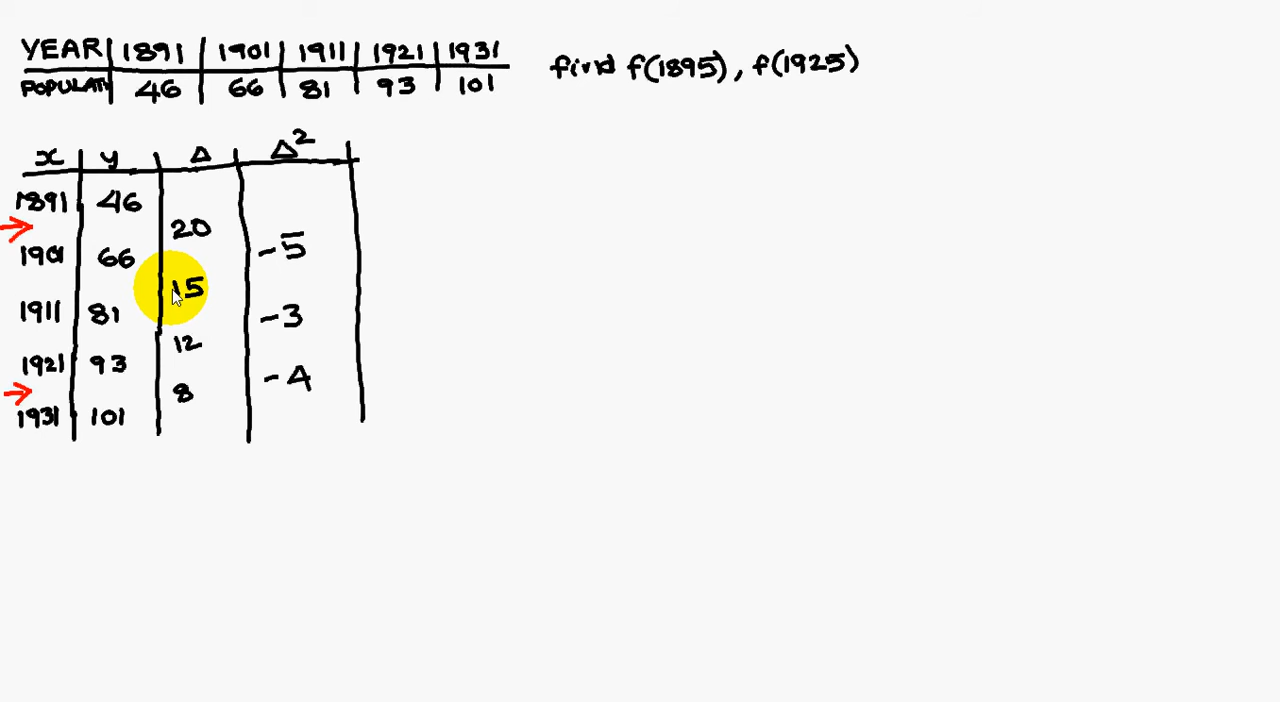 YEAR 1891 1901 1911 1921 1931 find f(1895), f(1925)
POPULATI 46 66 81 93 101
x y Δ Δ²
1891 46
20
1901 66 -5
15
1911 81 -3
12
1921 93 -4
8
1931 101